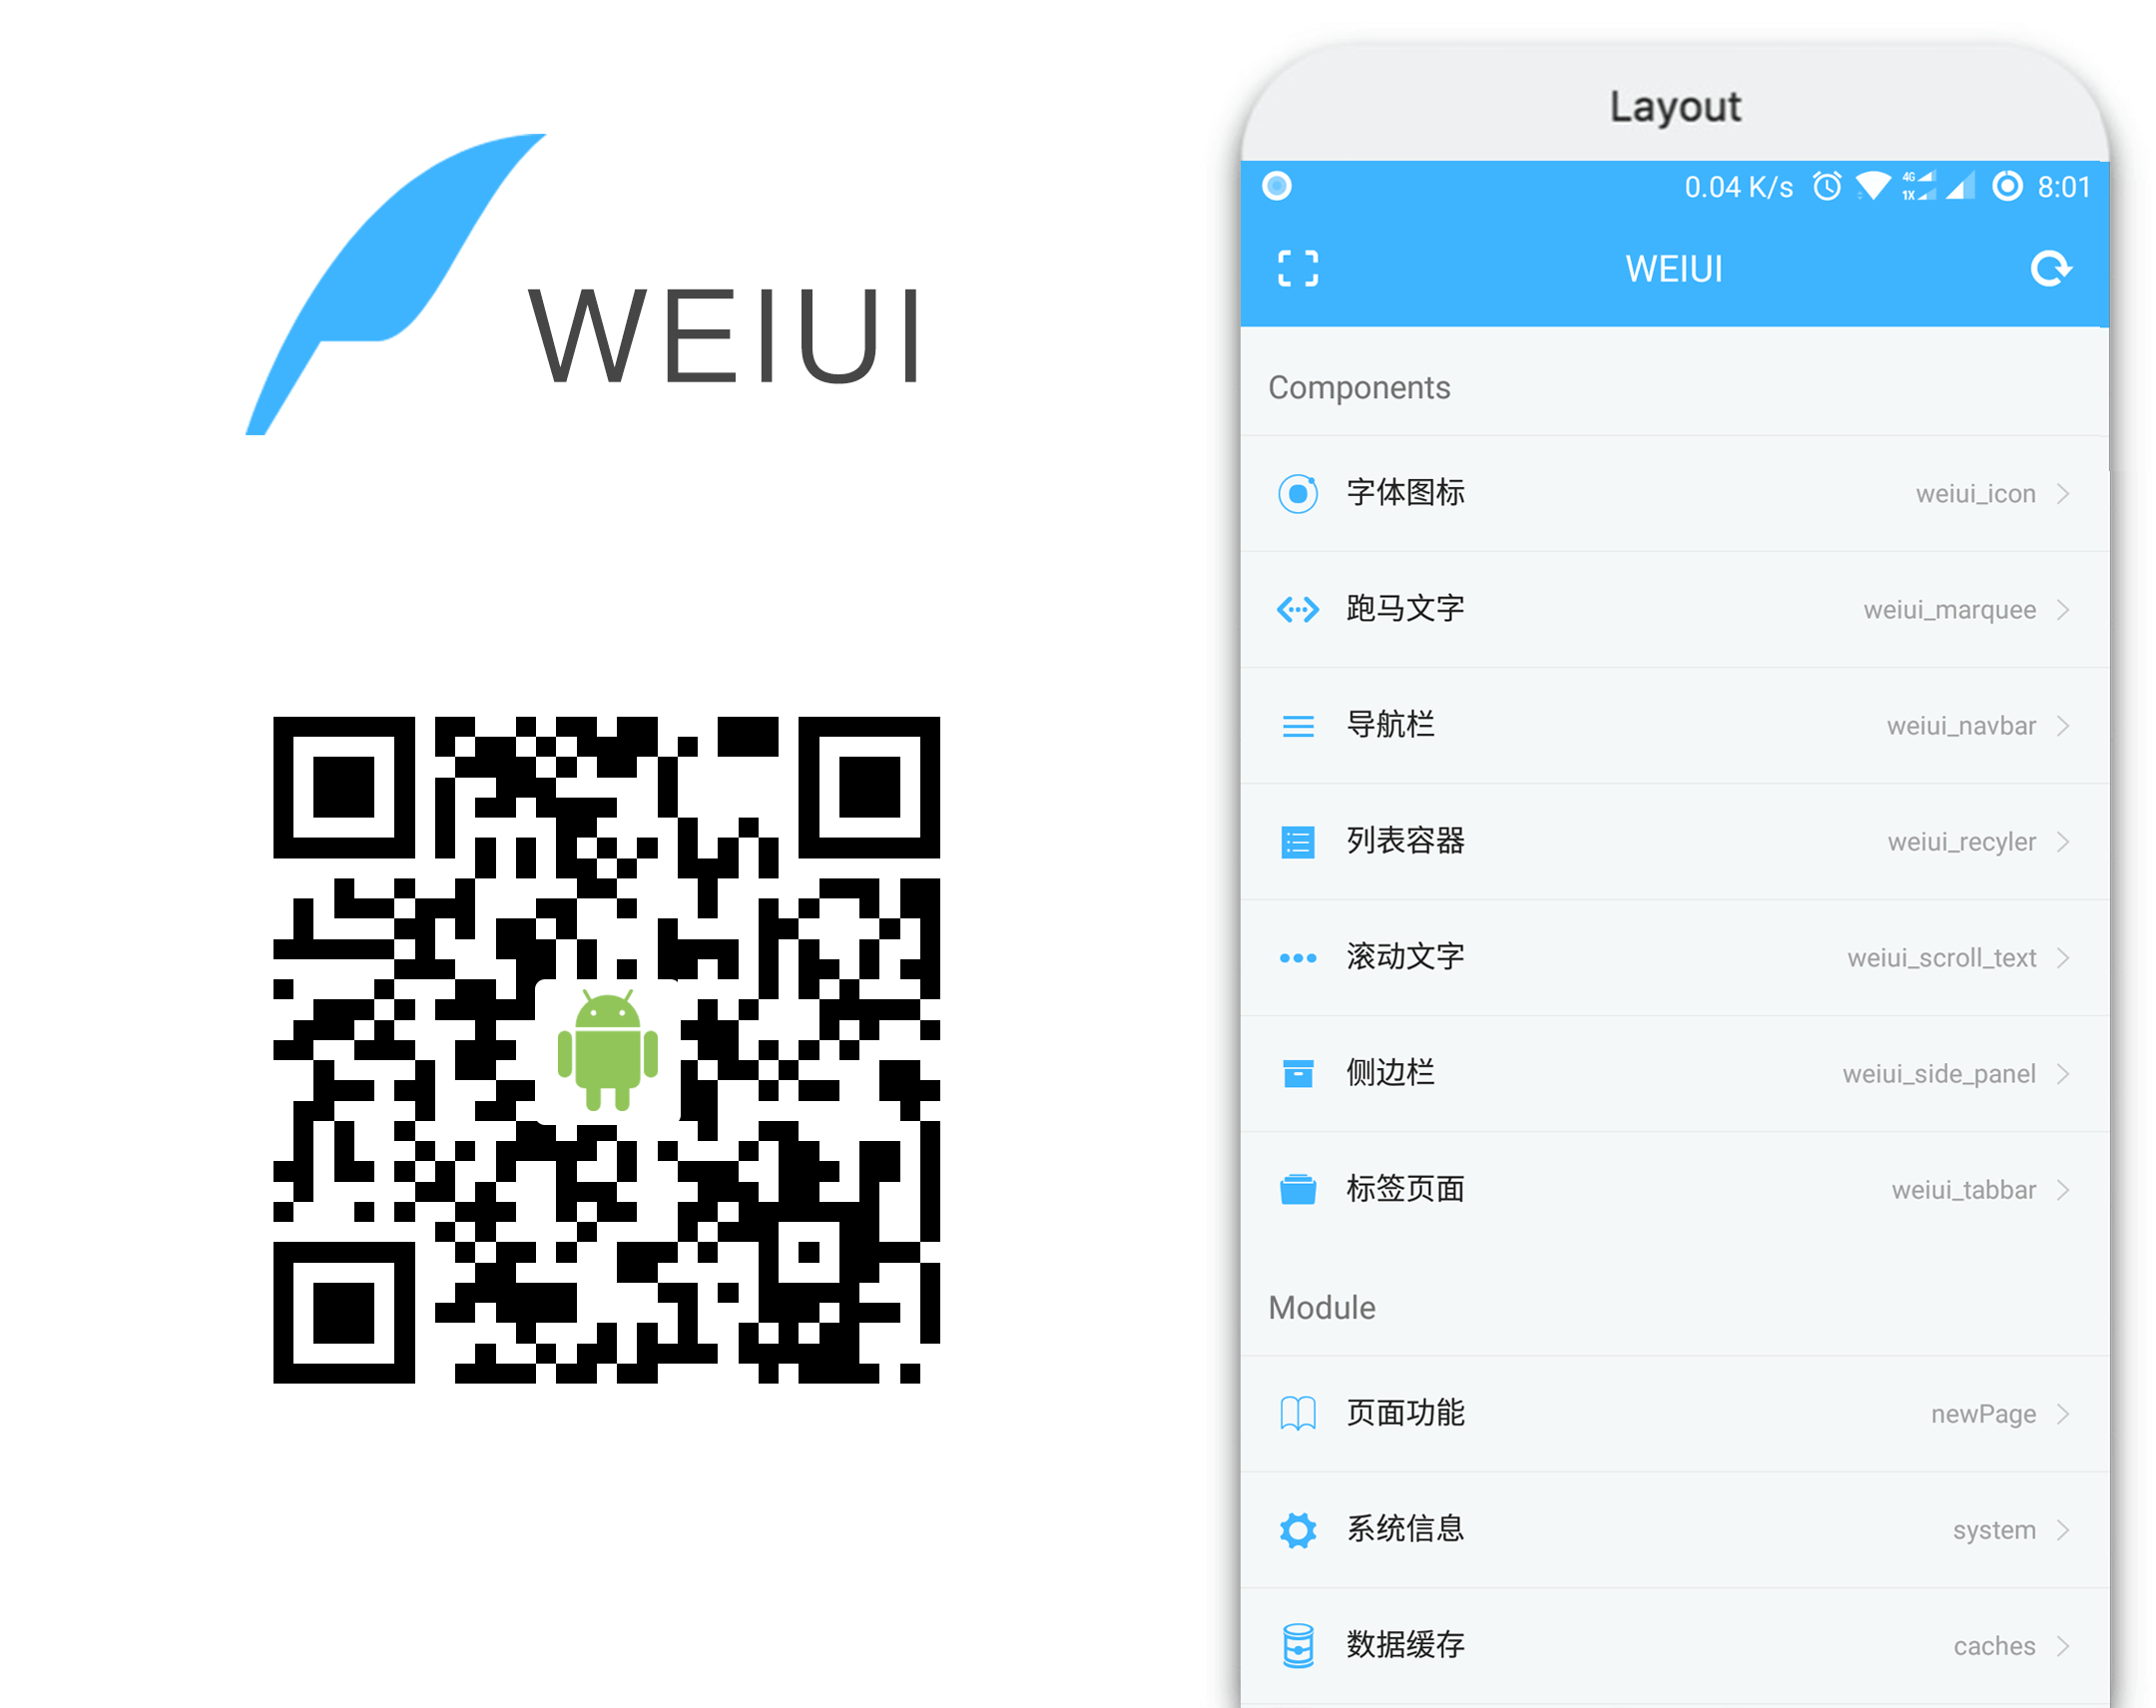 WEIUI
Layout
0.04 K/s 4G 1X 8:01
WEIUI
Components
字体图标 weiui_icon
跑马文字 weiui_marquee
导航栏 weiui_navbar
列表容器 weiui_recyler
滚动文字 weiui_scroll_text
侧边栏 weiui_side_panel
标签页面 weiui_tabbar
Module
页面功能 newPage
系统信息 system
数据缓存 caches